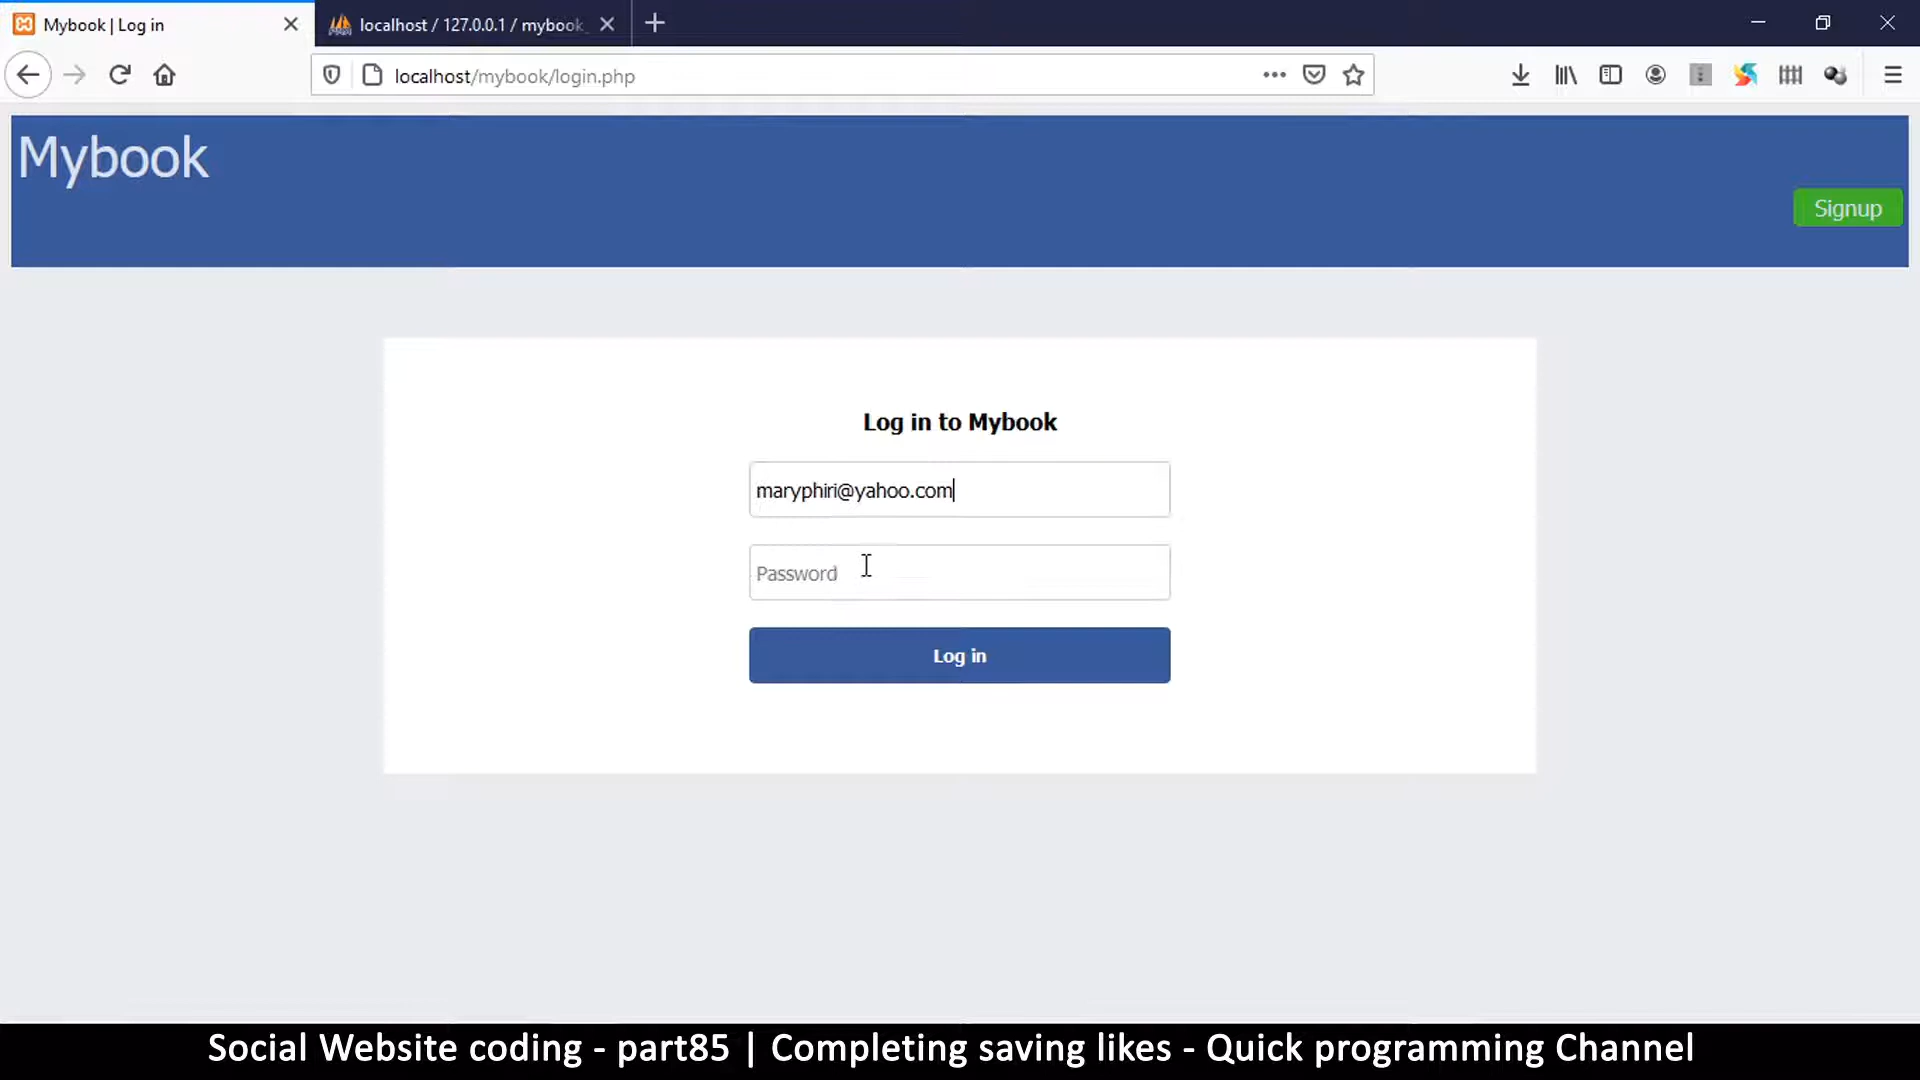 Mybook | Log in
localhost / 127.0.0.1 / mybook
localhost/mybook/login.php
Mybook
Signup
Log in to Mybook
maryphiri@yahoo.com
Password
Log in
Social Website coding - part85 | Completing saving likes - Quick programming Channel